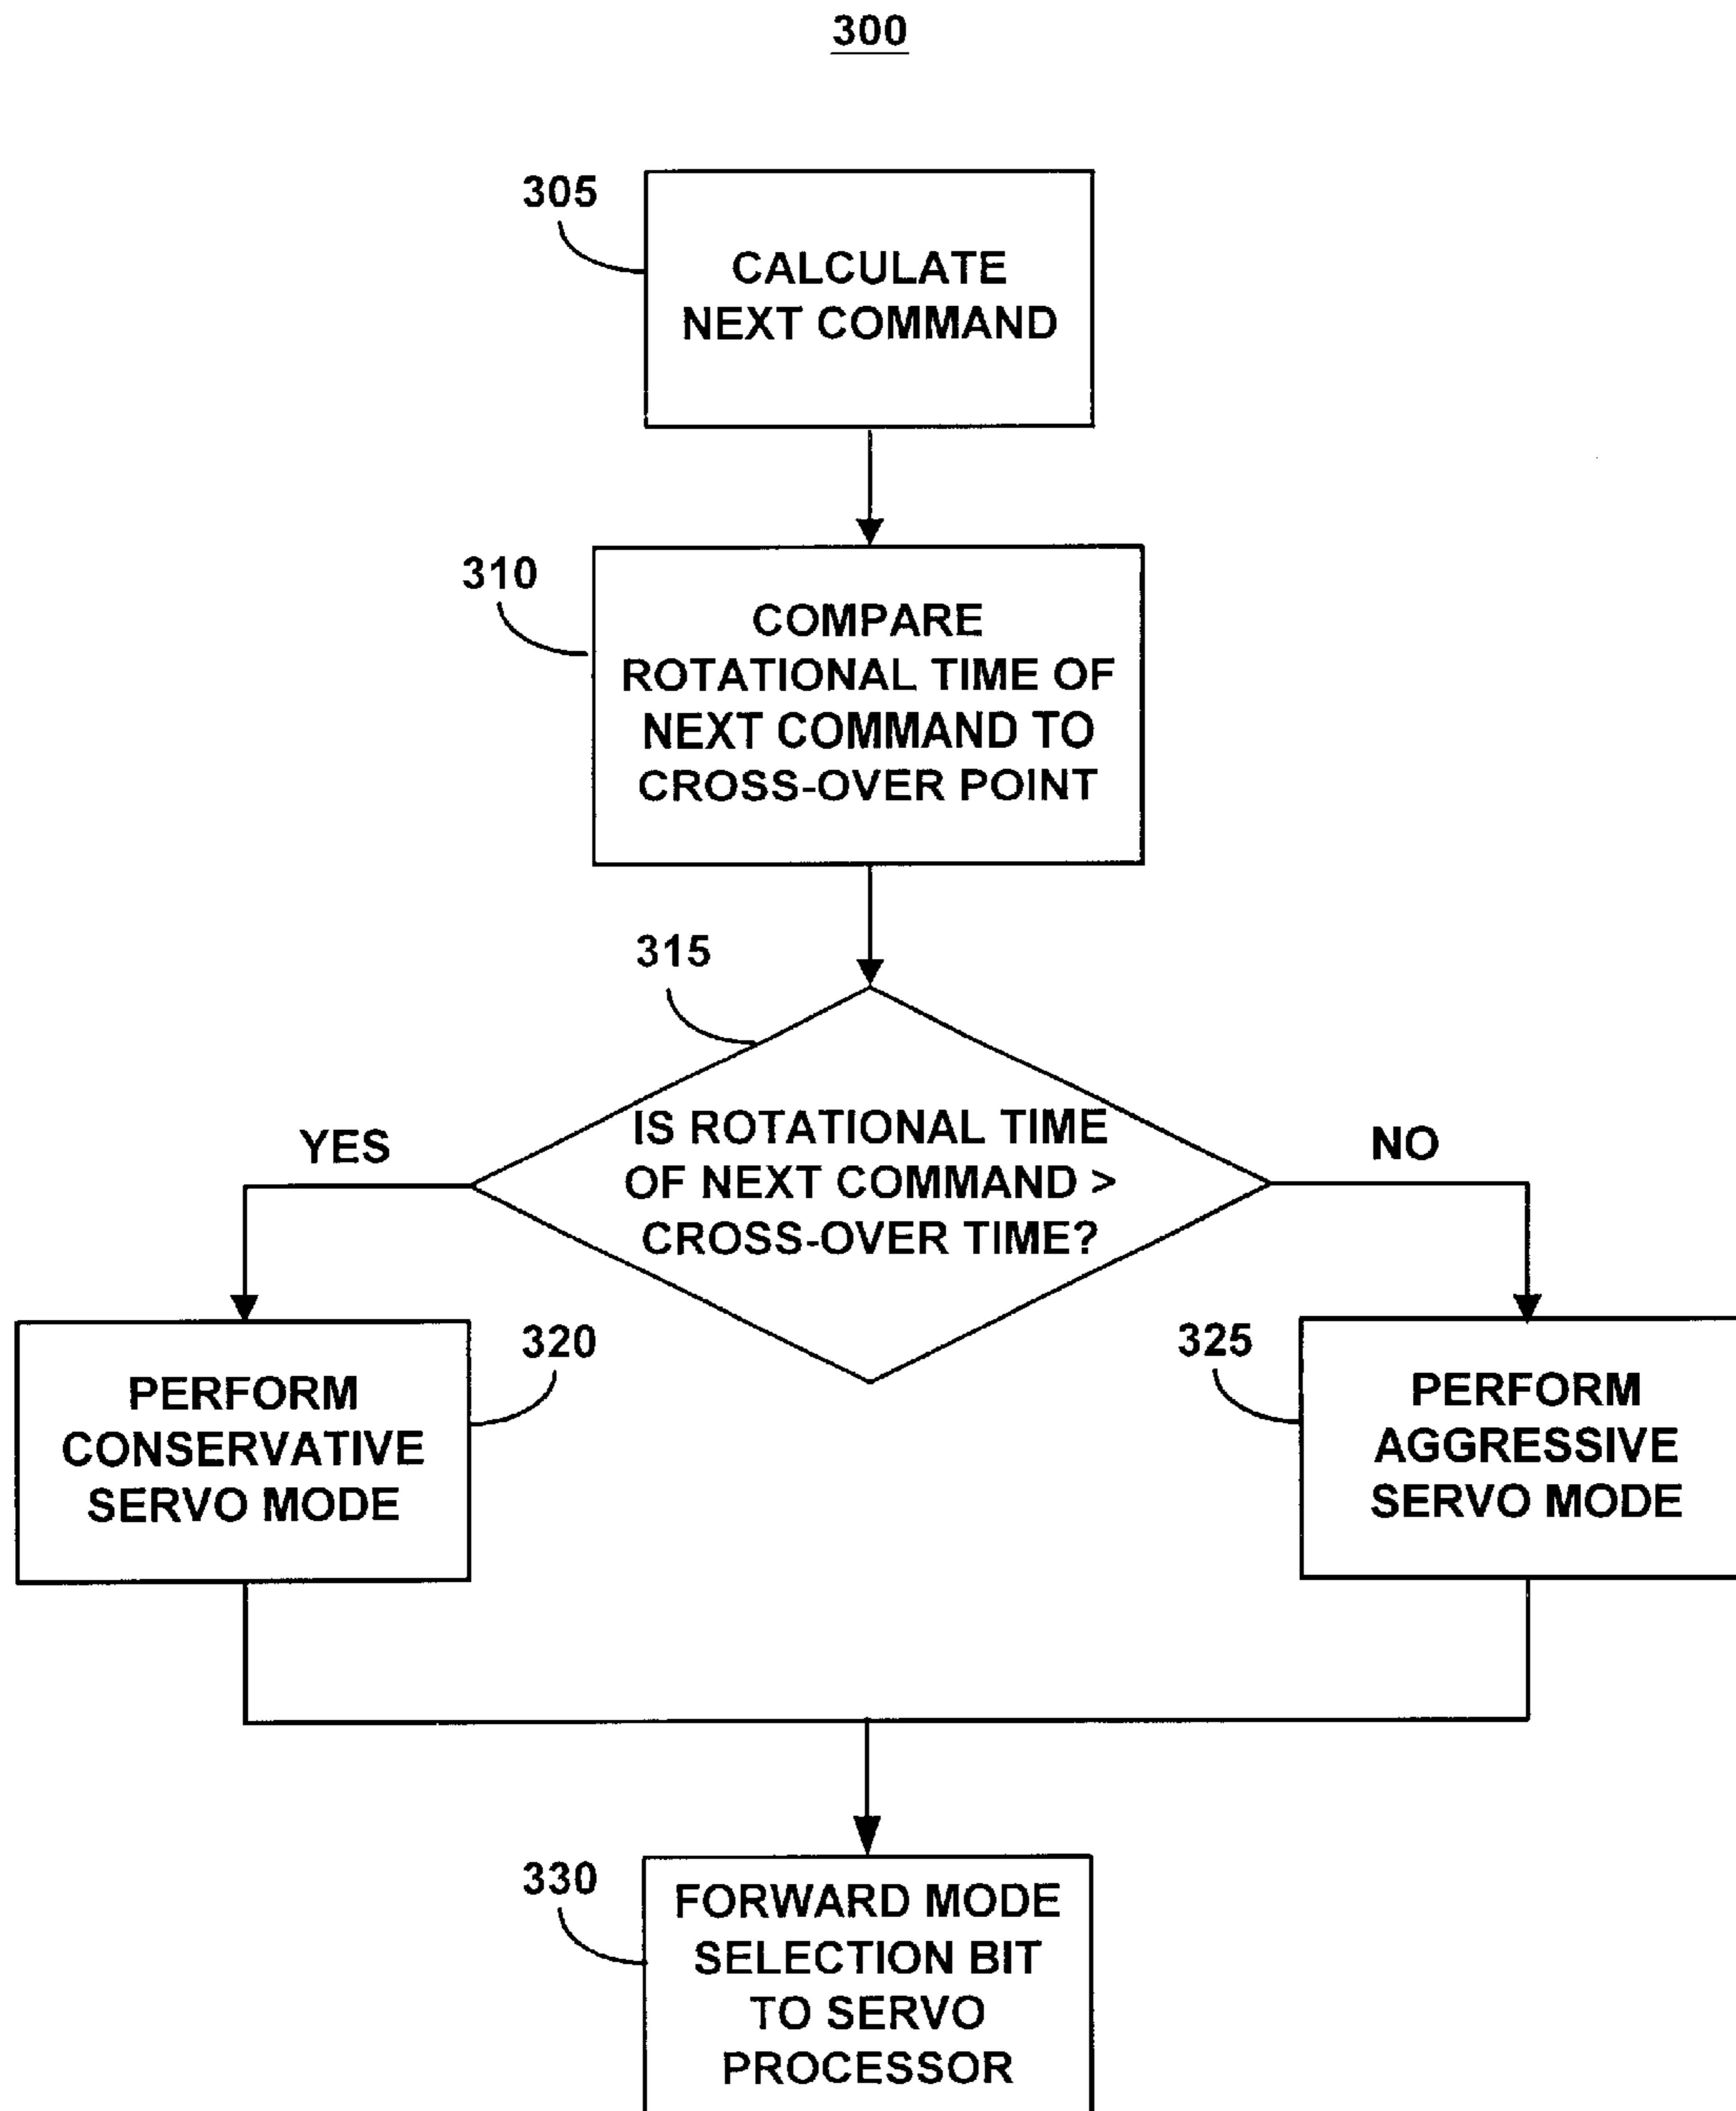 300
305
CALCULATE
NEXT COMMAND
310
COMPARE
ROTATIONAL TIME OF
NEXT COMMAND TO
CROSS-OVER POINT
315
IS ROTATIONAL TIME
OF NEXT COMMAND >
CROSS-OVER TIME?
YES
NO
320
PERFORM
CONSERVATIVE
SERVO MODE
325
PERFORM
AGGRESSIVE
SERVO MODE
330
FORWARD MODE
SELECTION BIT
TO SERVO
PROCESSOR